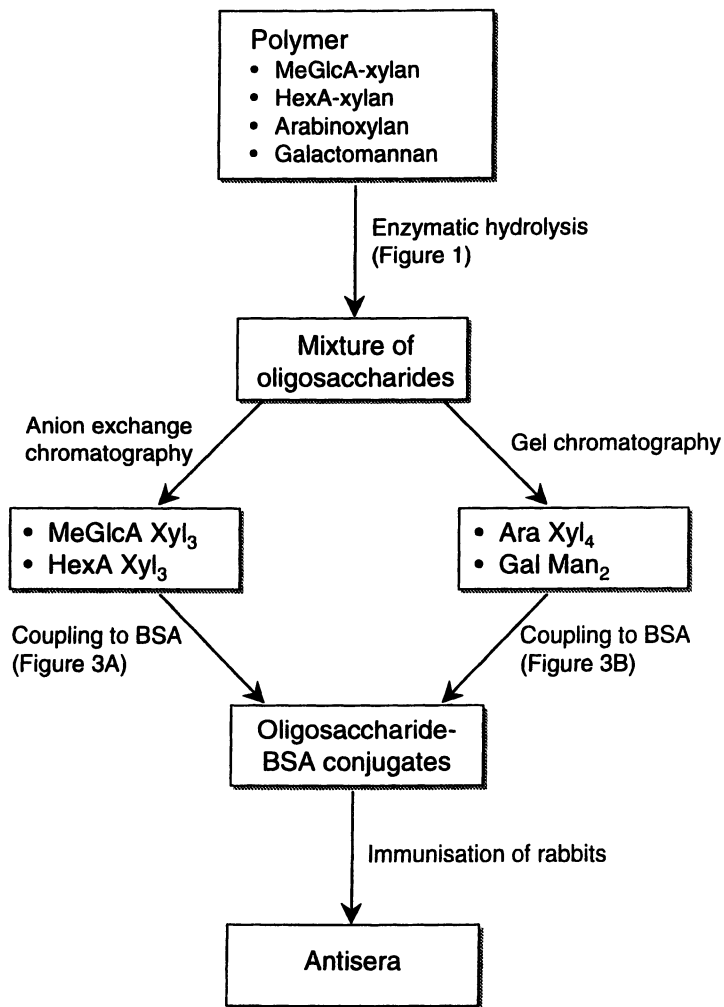 Polymer
• MeGlcA-xylan
• HexA-xylan
• Arabinoxylan
• Galactomannan
Enzymatic hydrolysis
(Figure 1)
Mixture of
oligosaccharides
Anion exchange
chromatography
Gel chromatography
• MeGlcA Xyl₃
• HexA Xyl₃
• Ara Xyl₄
• Gal Man₂
Coupling to BSA
(Figure 3A)
Coupling to BSA
(Figure 3B)
Oligosaccharide-
BSA conjugates
Immunisation of rabbits
Antisera